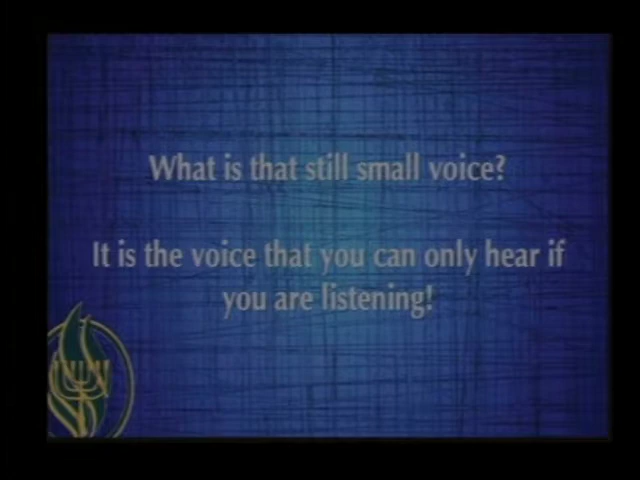 What is that still small voice?
It is the voice that you can only hear if
you are listening!